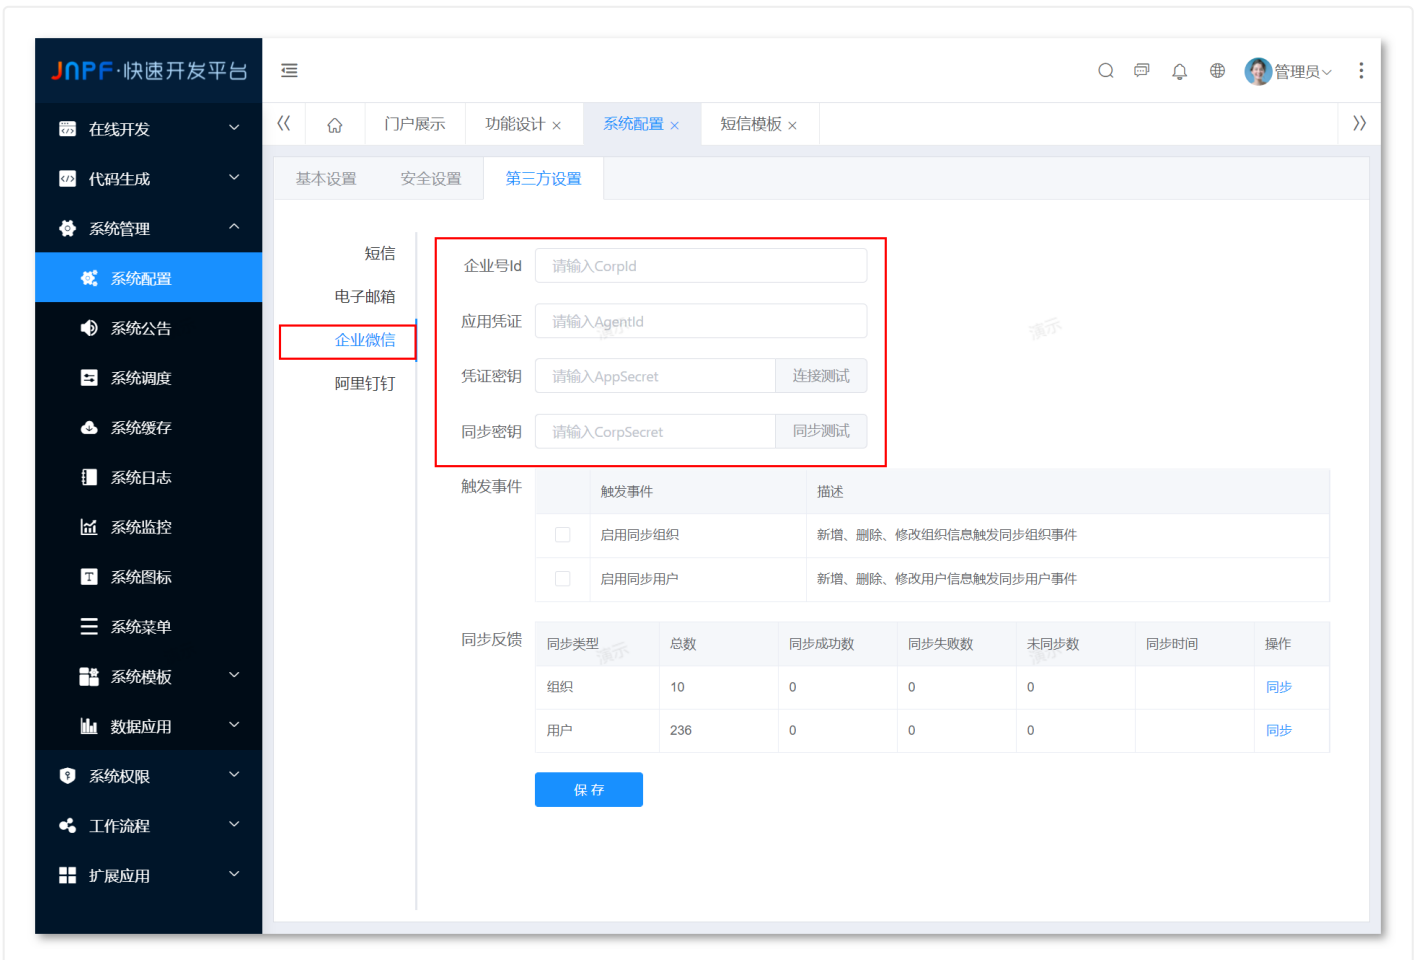 JNPF·快速开发平台
管理员
在线开发
代码生成
系统管理
系统配置
系统公告
系统调度
系统缓存
系统日志
系统监控
系统图标
系统菜单
系统模板
数据应用
系统权限
工作流程
扩展应用
门户展示
功能设计 ×
系统配置 ×
短信模板 ×
基本设置
安全设置
第三方设置
短信
电子邮箱
企业微信
阿里钉钉
企业号Id
请输入CorpId
应用凭证
请输入AgentId
演示
演示
凭证密钥
请输入AppSecret
连接测试
同步密钥
请输入CorpSecret
同步测试
触发事件
触发事件 描述
启用同步组织 新增、删除、修改组织信息触发同步组织事件
启用同步用户 新增、删除、修改用户信息触发同步用户事件
同步反馈
同步类型 总数 同步成功数 同步失败数 未同步数 同步时间 操作
演示
演示
组织 10 0 0 0 同步
用户 236 0 0 0 同步
保存